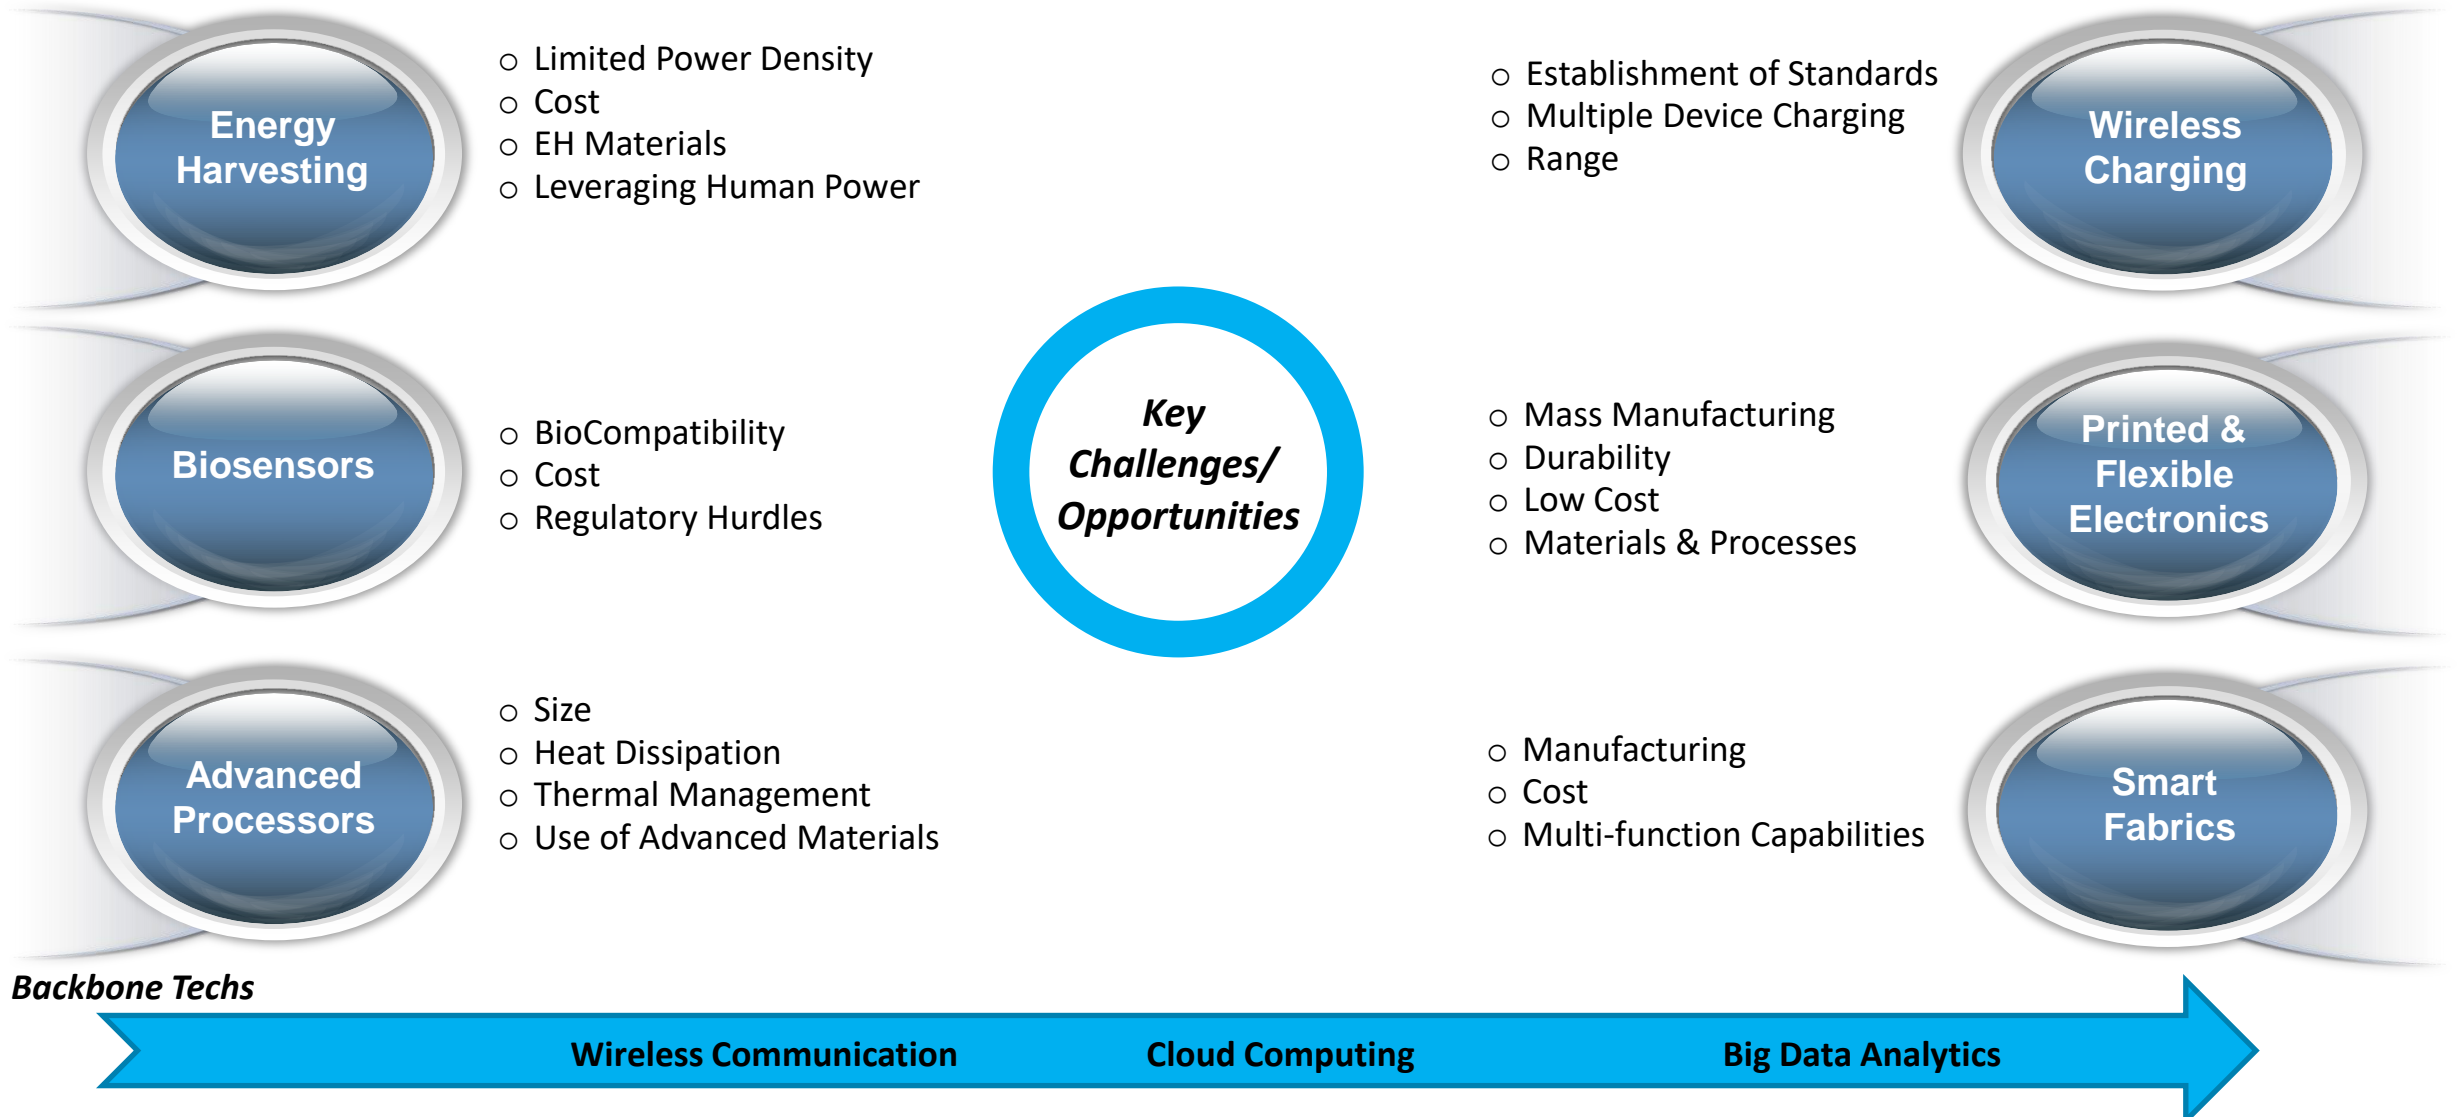 Energy
Harvesting
o Limited Power Density
o Cost
o EH Materials
o Leveraging Human Power
o Establishment of Standards
o Multiple Device Charging
o Range
Wireless
Charging
Biosensors
o BioCompatibility
o Cost
o Regulatory Hurdles
Key
Challenges/
Opportunities
o Mass Manufacturing
o Durability
o Low Cost
o Materials & Processes
Printed &
Flexible
Electronics
Advanced
Processors
o Size
o Heat Dissipation
o Thermal Management
o Use of Advanced Materials
o Manufacturing
o Cost
o Multi-function Capabilities
Smart
Fabrics
Backbone Techs
Wireless Communication
Cloud Computing
Big Data Analytics